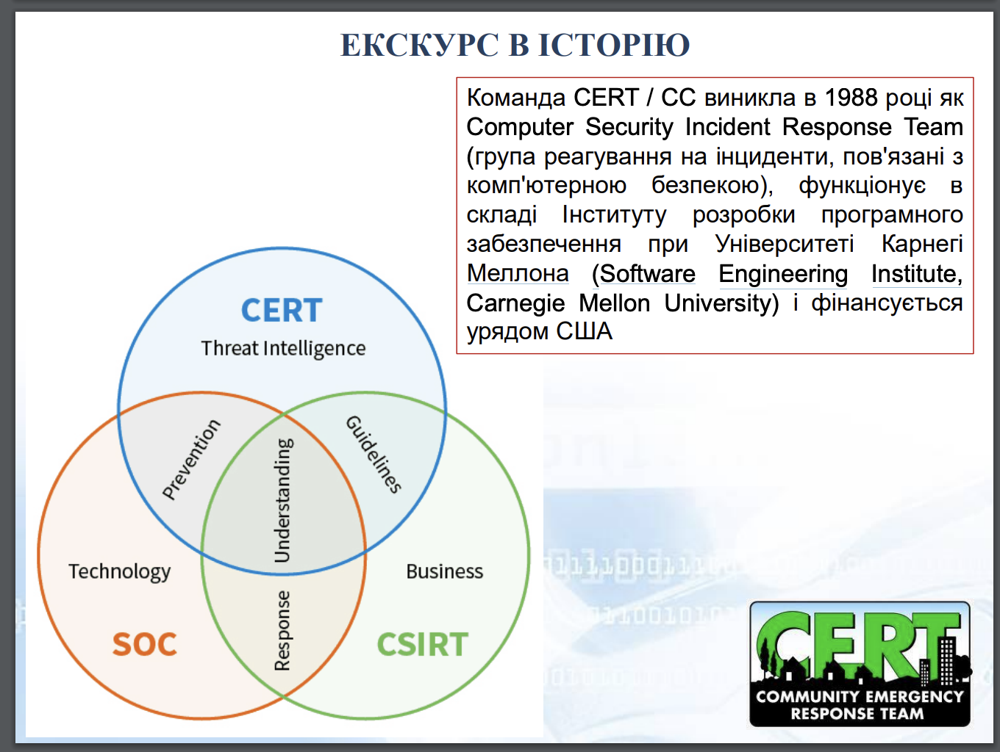 ЕКСКУРС В ІСТОРІЮ
Команда CERT / CC виникла в 1988 році як
Computer Security Incident Response Team
(група реагування на інциденти, пов'язані з
комп'ютерною безпекою), функціонує в
складі Інституту розробки програмного
забезпечення при Університеті Карнегі
Меллона (Software Engineering Institute,
Carnegie Mellon University) і фінансується
урядом США
CERT
Threat Intelligence
Prevention
Understanding
Guidelines
Technology
Business
SOC
Response
CSIRT
CERT
COMMUNITY EMERGENCY
RESPONSE TEAM